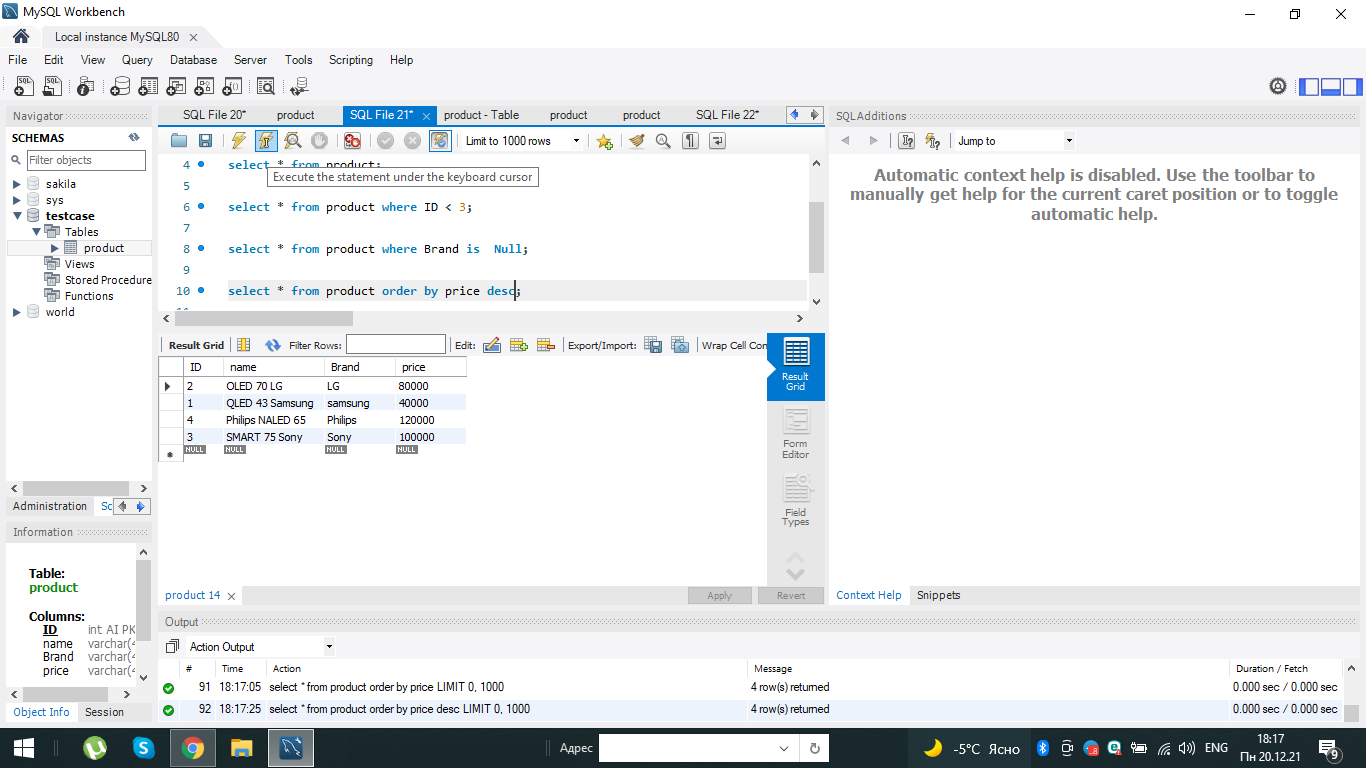 MySQL Workbench
Local instance MySQL80
File Edit View Query Database Server Tools Scripting Help
Navigator
SCHEMAS
Filter objects
sakila
sys
testcase
Tables
product
Views
Stored Procedure
Functions
world
Administration Sc
Information
Table:
product
Columns:
ID int AI PK
name varchar(4
Brand varchar(4
price varchar(4
Object Info Session
SQL File 20* product SQL File 21* product - Table product product SQL File 22*
Limit to 1000 rows
4 select * from product;
Execute the statement under the keyboard cursor
5
6 select * from product where ID < 3;
7
8 select * from product where Brand is Null;
9
10 select * from product order by price desc;
11
Result Grid Filter Rows: Edit: Export/Import: Wrap Cell Con
ID name Brand price
2 OLED 70 LG LG 80000
1 QLED 43 Samsung samsung 40000
4 Philips NALED 65 Philips 120000
3 SMART 75 Sony Sony 100000
NULL NULL NULL NULL
Result
Grid
Form
Editor
Field
Types
product 14 Apply Revert
SQLAdditions
Jump to
Automatic context help is disabled. Use the toolbar to
manually get help for the current caret position or to toggle
automatic help.
Context Help Snippets
Output
Action Output
# Time Action Message Duration / Fetch
91 18:17:05 select * from product order by price LIMIT 0, 1000 4 row(s) returned 0.000 sec / 0.000 sec
92 18:17:25 select * from product order by price desc LIMIT 0, 1000 4 row(s) returned 0.000 sec / 0.000 sec
Адрес
-5°C Ясно
ENG
18:17
Пн 20.12.21
9